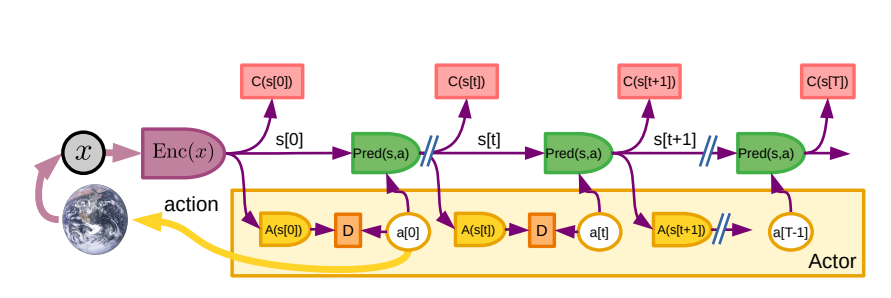 C(s[0])
C(s[t])
C(s[t+1])
C(s[T])
x
Enc(x)
s[0]
Pred(s,a)
s[t]
Pred(s,a)
s[t+1]
Pred(s,a)
action
A(s[0])
D
a[0]
A(s[t])
D
a[t]
A(s[t+1])
a[T-1]
Actor